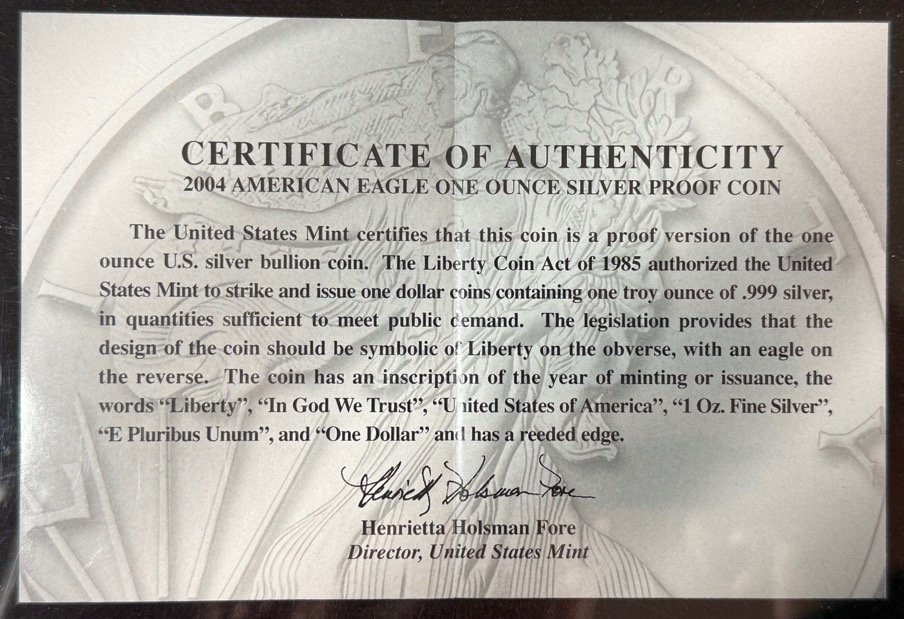 CERTIFICATE OF AUTHENTICITY
2004 AMERICAN EAGLE ONE OUNCE SILVER PROOF COIN
The United States Mint certifies that this coin is a proof version of the one
ounce U.S. silver bullion coin. The Liberty Coin Act of 1985 authorized the United
States Mint to strike and issue one dollar coins containing one troy ounce of .999 silver,
in quantities sufficient to meet public demand. The legislation provides that the
design of the coin should be symbolic of Liberty on the obverse, with an eagle on
the reverse. The coin has an inscription of the year of minting or issuance, the
words “Liberty”, “In God We Trust”, “United States of America”, “1 Oz. Fine Silver”,
“E Pluribus Unum”, and “One Dollar” and has a reeded edge.
Henrietta Holsman Fore
Henrietta Holsman Fore
Director, United States Mint